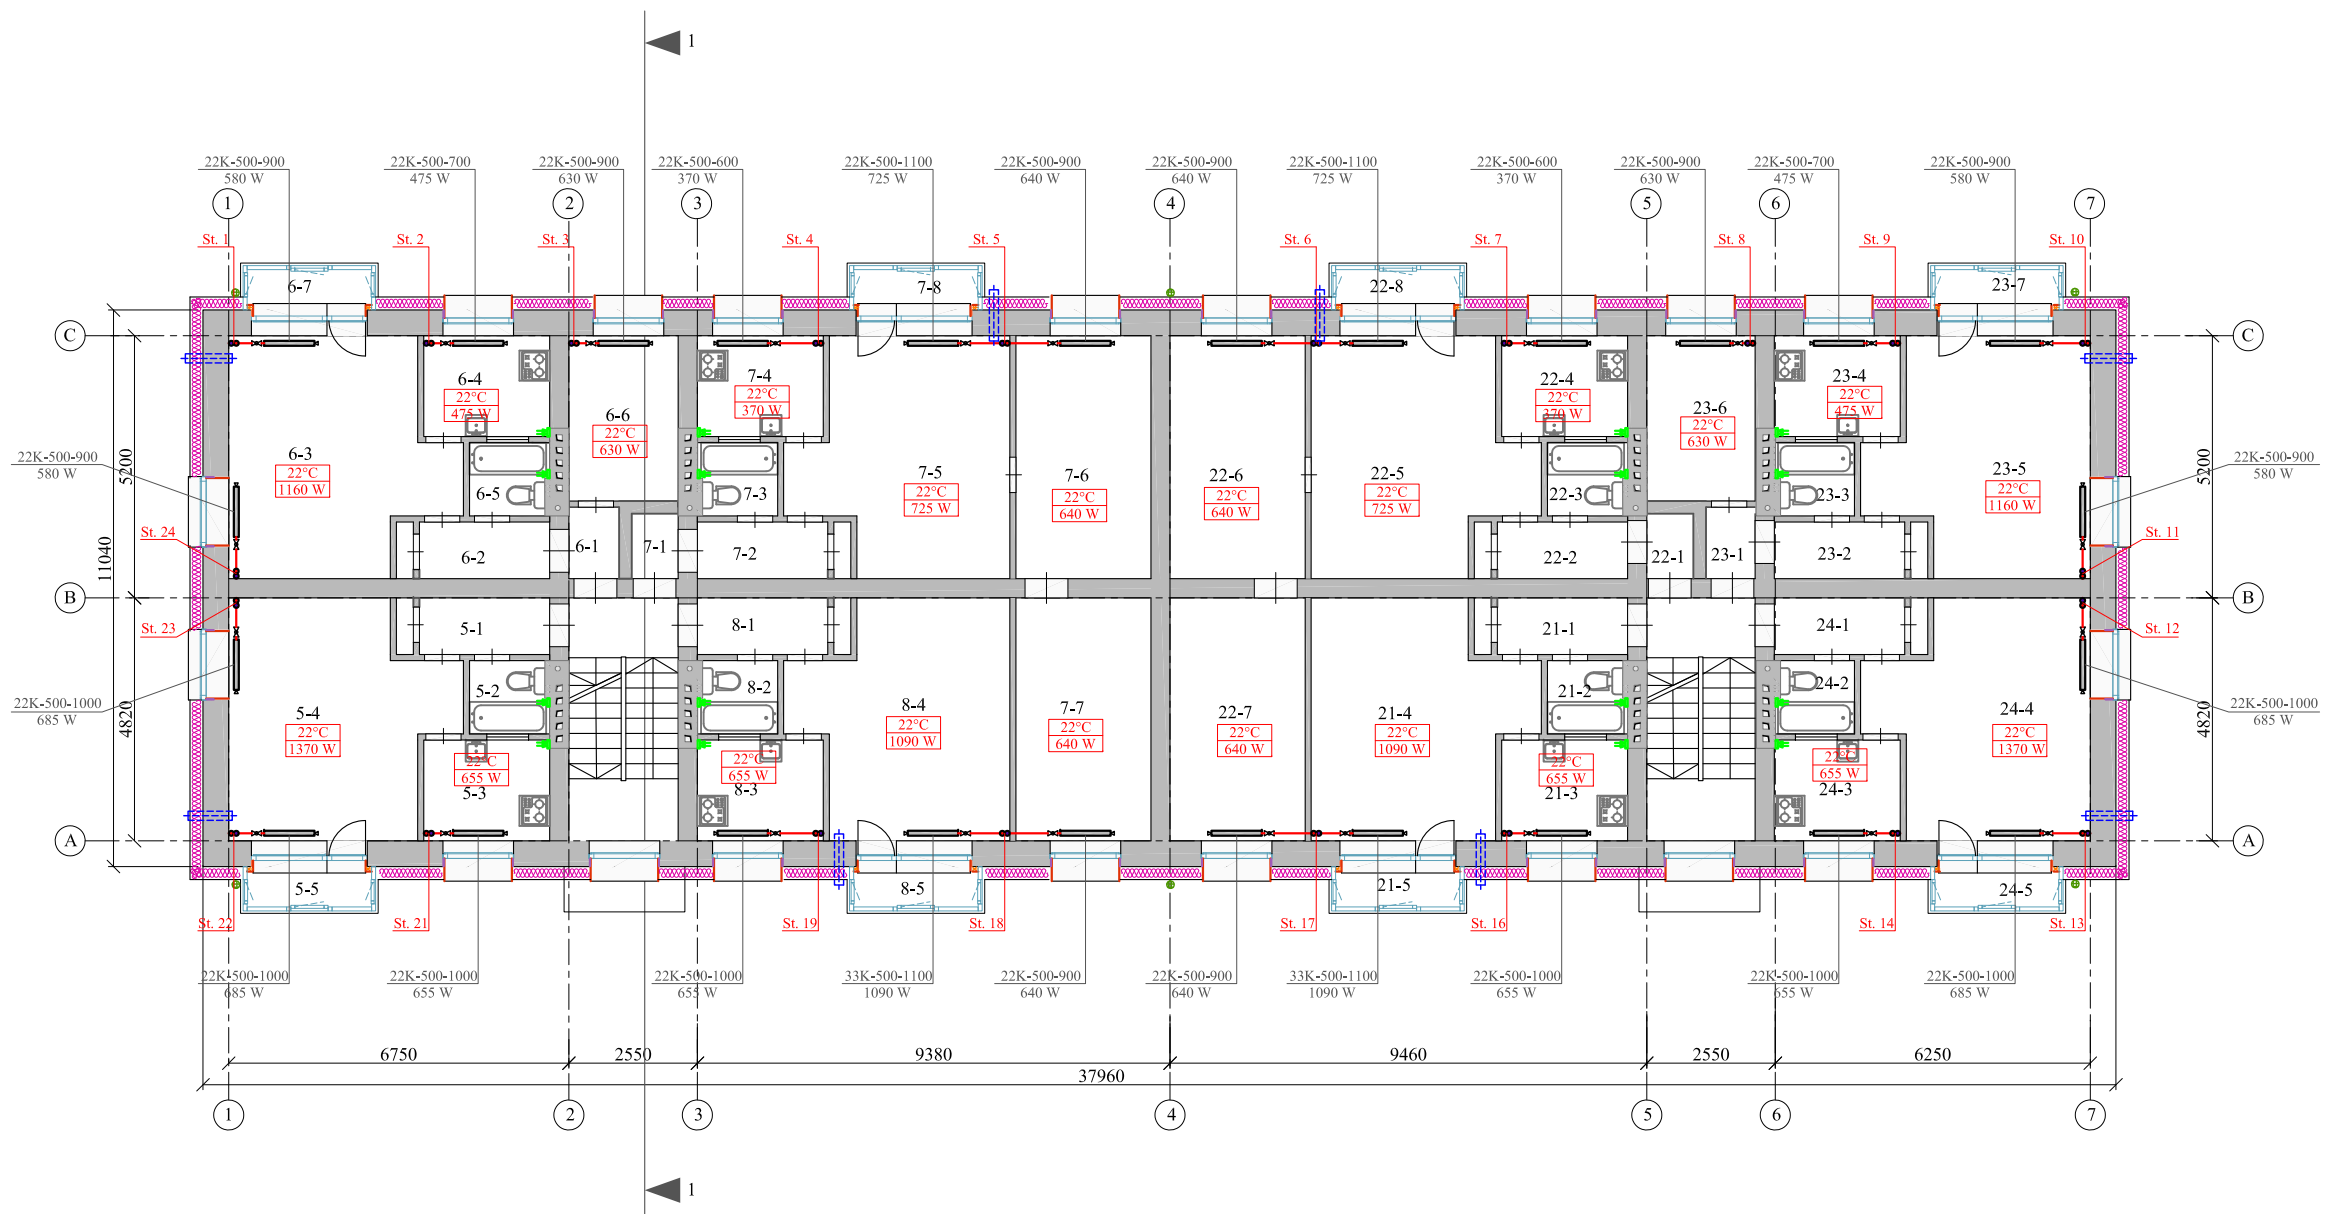 1
22K-500-900
580 W
22K-500-700
475 W
22K-500-900
630 W
22K-500-600
370 W
22K-500-1100
725 W
22K-500-900
640 W
22K-500-900
640 W
22K-500-1100
725 W
22K-500-600
370 W
22K-500-900
630 W
22K-500-700
475 W
22K-500-900
580 W
1
2
3
4
5
6
7
St. 1
St. 2
St. 3
St. 4
St. 5
St. 6
St. 7
St. 8
St. 9
St. 10
6-7
7-8
22-8
23-7
C
C
6-4
22°C
475 W
7-4
22°C
370 W
22-4
22°C
370 W
23-4
22°C
475 W
6-6
22°C
630 W
23-6
22°C
630 W
6-3
22°C
1160 W
7-5
22°C
725 W
7-6
22°C
640 W
22-6
22°C
640 W
22-5
22°C
725 W
23-5
22°C
1160 W
22K-500-900
580 W
22K-500-900
580 W
5200
5200
6-5
7-3
22-3
23-3
St. 24
St. 11
11040
6-2
6-1
7-1
7-2
22-2
22-1
23-1
23-2
B
B
St. 23
St. 12
5-1
8-1
21-1
24-1
5-2
8-2
21-2
24-2
22K-500-1000
685 W
22K-500-1000
685 W
4820
4820
5-4
22°C
1370 W
8-4
22°C
1090 W
7-7
22°C
640 W
22-7
22°C
640 W
21-4
22°C
1090 W
24-4
22°C
1370 W
22°C
655 W
5-3
22°C
655 W
8-3
22°C
655 W
21-3
22°C
655 W
24-3
A
A
5-5
8-5
21-5
24-5
St. 22
St. 21
St. 19
St. 18
St. 17
St. 16
St. 14
St. 13
22K-500-1000
685 W
22K-500-1000
655 W
22K-500-1000
655 W
33K-500-1100
1090 W
22K-500-900
640 W
22K-500-900
640 W
33K-500-1100
1090 W
22K-500-1000
655 W
22K-500-1000
655 W
22K-500-1000
685 W
6750
2550
9380
9460
2550
6250
37960
1
2
3
4
5
6
7
1